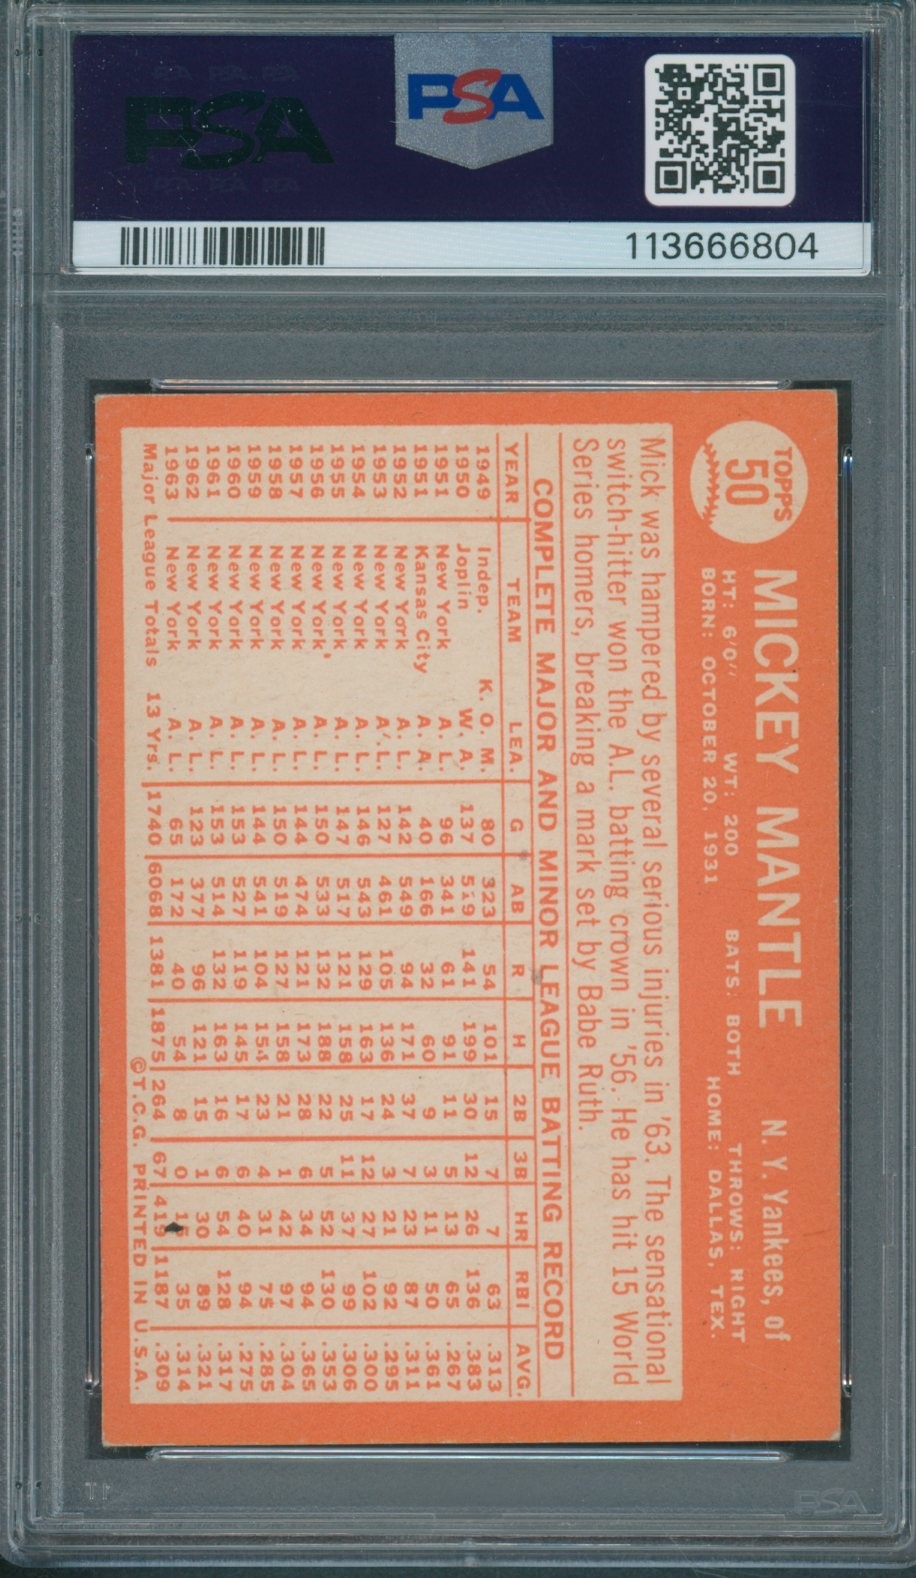 PSA
PSA
113666804
TOPPS
50
MICKEY MANTLE N. Y. Yankees, of
HT: 6'0" WT: 200 BATS: BOTH THROWS: RIGHT
BORN: OCTOBER 20, 1931 HOME: DALLAS, TEX.
Mick was hampered by several serious injuries in '63. The sensational
switch-hitter won the A.L. batting crown in '56. He has hit 15 World
Series homers, breaking a mark set by Babe Ruth.
COMPLETE MAJOR AND MINOR LEAGUE BATTING RECORD
YEAR TEAM LEA. G AB R H 2B 3B HR RBI AVG.
1949 Indep. K. O. M. 80 323 54 101 15 7 7 63 .313
1950 Joplin W. A. 137 519 141 199 30 12 26 136 .383
1951 New York A. L. 96 341 61 91 11 5 13 65 .267
1951 Kansas City A. A. 40 166 32 60 9 3 11 50 .361
1952 New York A. L. 142 549 94 171 37 7 23 87 .311
1953 New York A. L. 127 461 105 136 24 3 21 92 .295
1954 New York A. L. 146 543 129 163 17 12 27 102 .300
1955 New York A. L. 147 517 121 158 25 11 37 99 .306
1956 New York A. L. 150 533 132 188 22 5 52 130 .353
1957 New York A. L. 144 474 121 173 28 6 34 94 .365
1958 New York A. L. 150 519 127 158 21 1 42 97 .304
1959 New York A. L. 144 541 104 154 23 4 31 75 .285
1960 New York A. L. 153 527 119 145 17 6 40 94 .275
1961 New York A. L. 153 514 132 163 16 6 54 128 .317
1962 New York A. L. 123 377 96 121 15 1 30 89 .321
1963 New York A. L. 65 172 40 54 8 0 15 35 .314
Major League Totals 13 Yrs. 1740 6068 1381 1875 264 67 419 1187 .309
©T.C.G. PRINTED IN U.S.A.
PSA